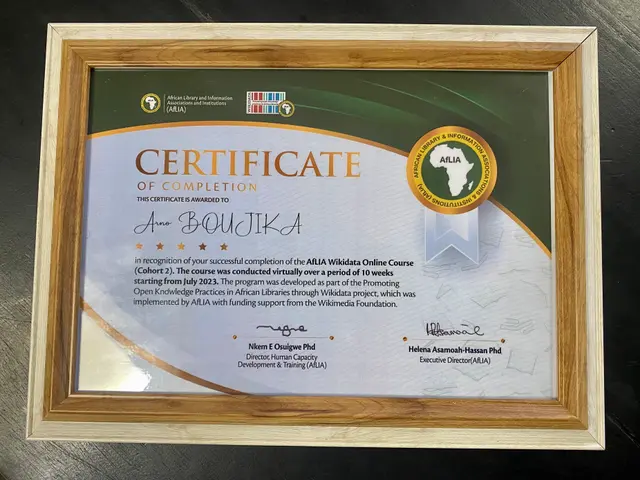 African Library and Information
Associations and Institutions
(AfLIA)
AfLIA
AFRICAN LIBRARY & INFORMATION ASSOCIATIONS & INSTITUTIONS (AfLIA)
CERTIFICATE
OF COMPLETION
THIS CERTIFICATE IS AWARDED TO
Arno BOUJIKA
in recognition of your successful completion of the AfLIA Wikidata Online Course
(Cohort 2). The course was conducted virtually over a period of 10 weeks
starting from July 2023. The program was developed as part of the Promoting
Open Knowledge Practices in African Libraries through Wikidata project, which was
implemented by AfLIA with funding support from the Wikimedia Foundation.
Nkem E Osuigwe Phd
Director, Human Capacity
Development & Training (AfLIA)
Helena Asamoah-Hassan Phd
Executive Director(AfLIA)